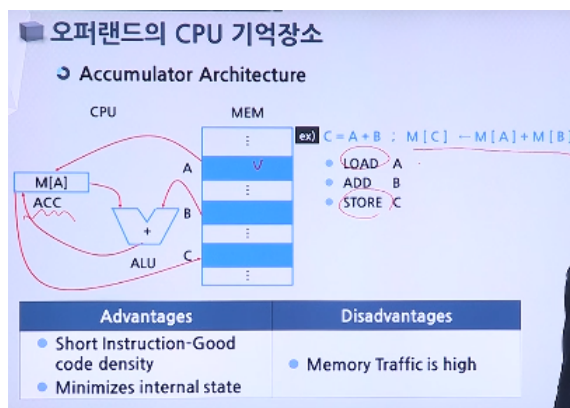 오퍼랜드의 CPU 기억장소
Accumulator Architecture
CPU
MEM
ex) C=A+B ; M[C] ←M[A]+M[B]
LOAD A
ADD B
STORE C
A
B
C
M[A]
ACC
+
ALU
Advantages
Disadvantages
Short Instruction-Good
code density
Minimizes internal state
Memory Traffic is high